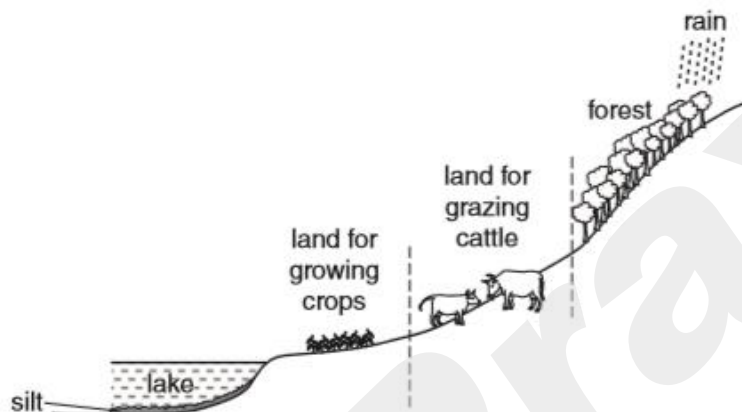 rain
forest
land for
grazing
cattle
land for
growing
crops
lake
silt